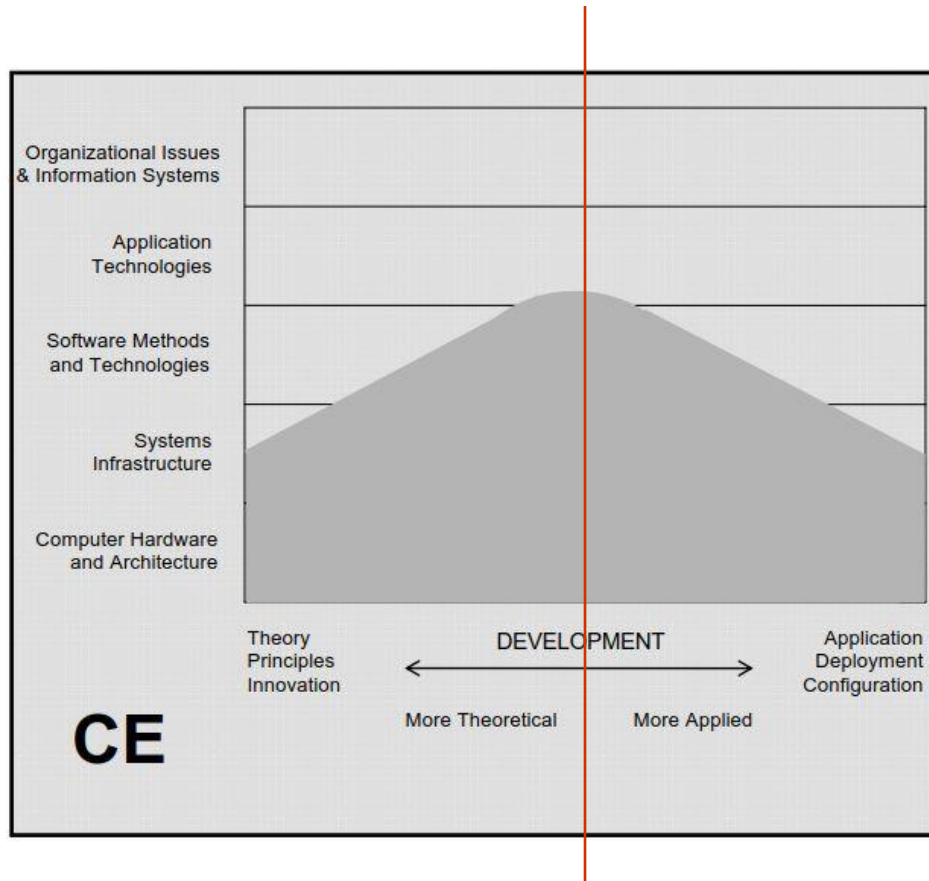 Organizational Issues
& Information Systems
Application
Technologies
Software Methods
and Technologies
Systems
Infrastructure
Computer Hardware
and Architecture
Theory
Principles
Innovation
DEVELOPMENT
More Theoretical
More Applied
Application
Deployment
Configuration
CE